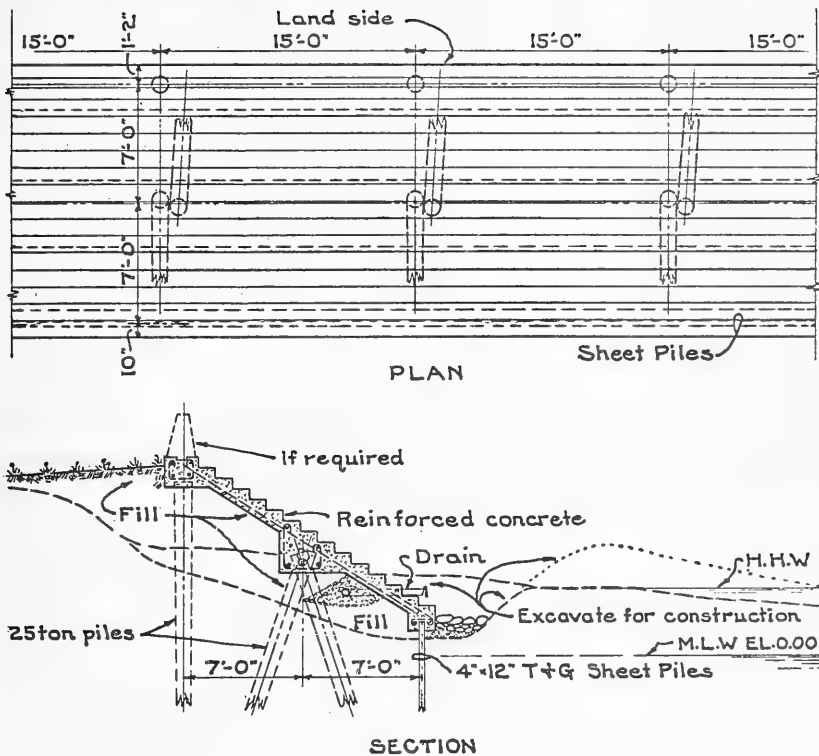 Land side
15'-0"
15'-0"
15'-0"
15'-0"
1'-2"
7'-0"
7'-0"
10"
Sheet Piles
PLAN
If required
Fill
Reinforced concrete
Drain
H.H.W
Excavate for construction
Fill
25ton piles
M.L.W EL.0.00
7'-0"
7'-0"
4"x12" T&G Sheet Piles
SECTION